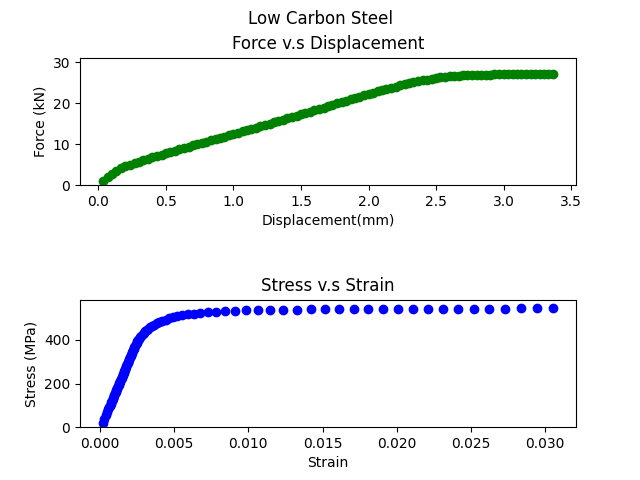 Low Carbon Steel
Force v.s Displacement
30
20
10
0
Force (kN)
0.0 0.5 1.0 1.5 2.0 2.5 3.0 3.5
Displacement(mm)
Stress v.s Strain
400
200
0
Stress (MPa)
0.000 0.005 0.010 0.015 0.020 0.025 0.030
Strain